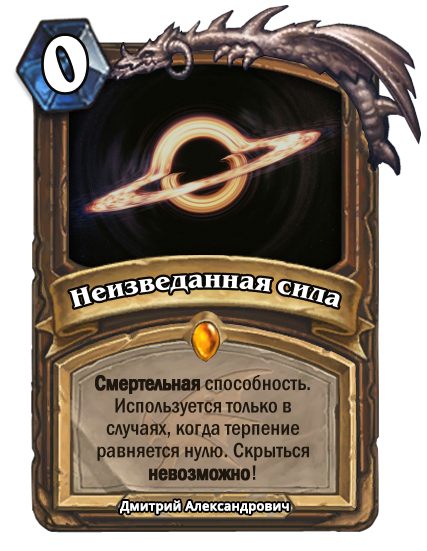 0
Неизведанная сила
Смертельная способность.
Используется только в
случаях, когда терпение
равняется нулю. Скрыться
невозможно!
Дмитрий Александрович